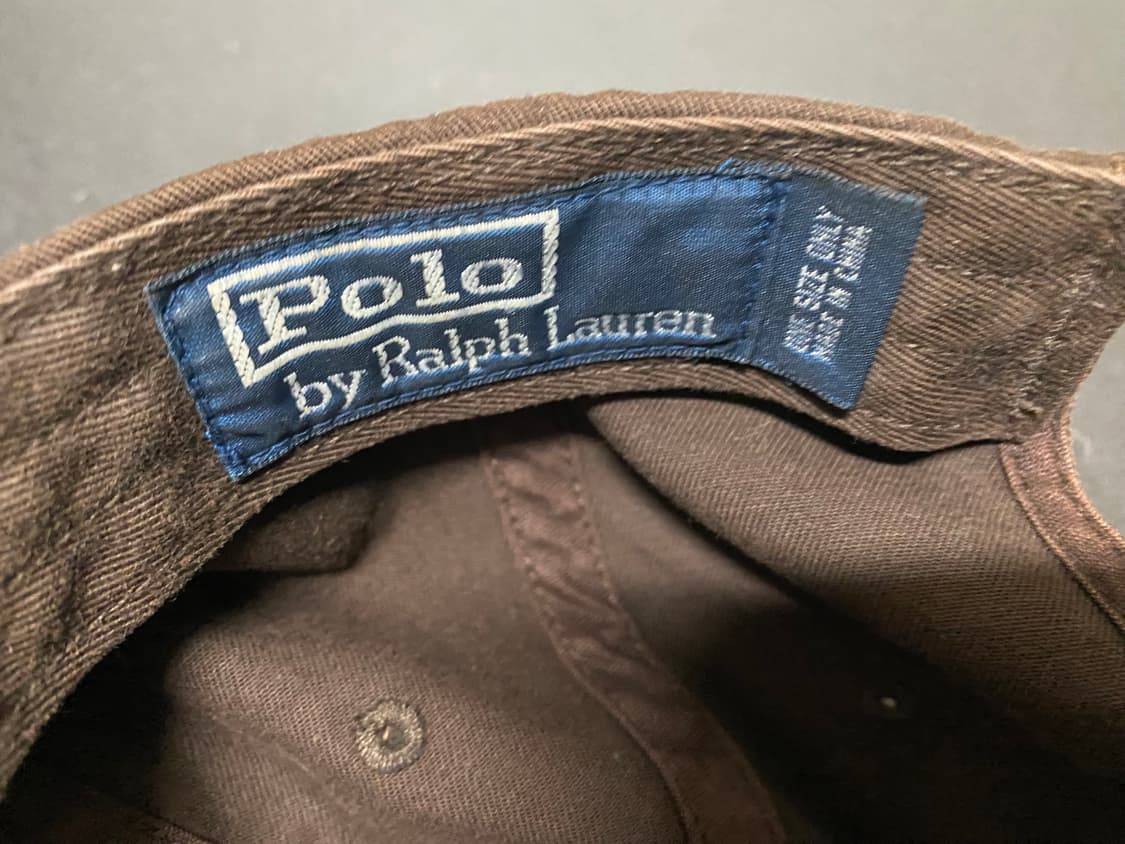 Polo
by Ralph Lauren
ONE SIZE ONLY
MADE IN CHINA